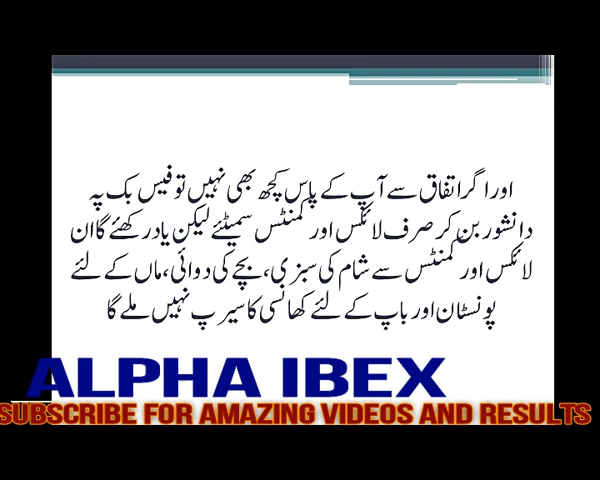 اور اگر اتفاق سے آپ کے پاس کچھ بھی نہیں تو فیس بک پہ
دانشور بن کر صرف لائکس اور کمنٹس سمیٹئے لیکن یاد رکھئے گا ان
لائکس اور کمنٹس سے شام کی سبزی، بچے کی دوائی، ماں کے لئے
پونسٹان اور باپ کے لئے کھانسی کا سیرپ نہیں ملے گا
ALPHA IBEX
SUBSCRIBE FOR AMAZING VIDEOS AND RESULTS